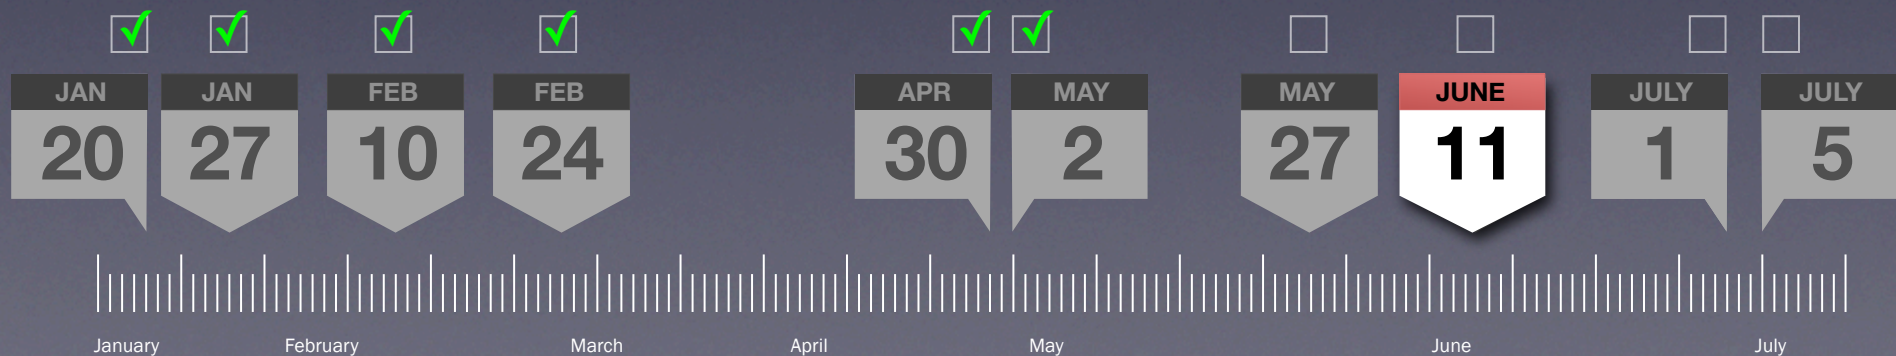 JAN JAN FEB FEB APR MAY MAY JUNE JULY JULY
20 27 10 24 30 2 27 11 1 5
January February March April May June July